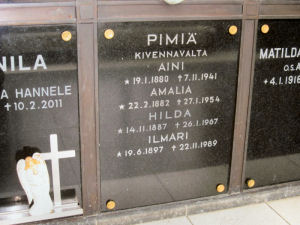 NILA
A HANNELE
✝ 10.2.2011
PIMIÄ
KIVENNAVALTA
AINI
★ 19.1.1880 ✝ 7.11.1941
AMALIA
★ 22.2.1882 ✝ 27.1.1954
HILDA
★ 14.11.1887 ✝ 26.1.1967
ILMARI
★ 19.6.1897 ✝ 22.11.1989
MATILDA
O.S.
4.1.1916